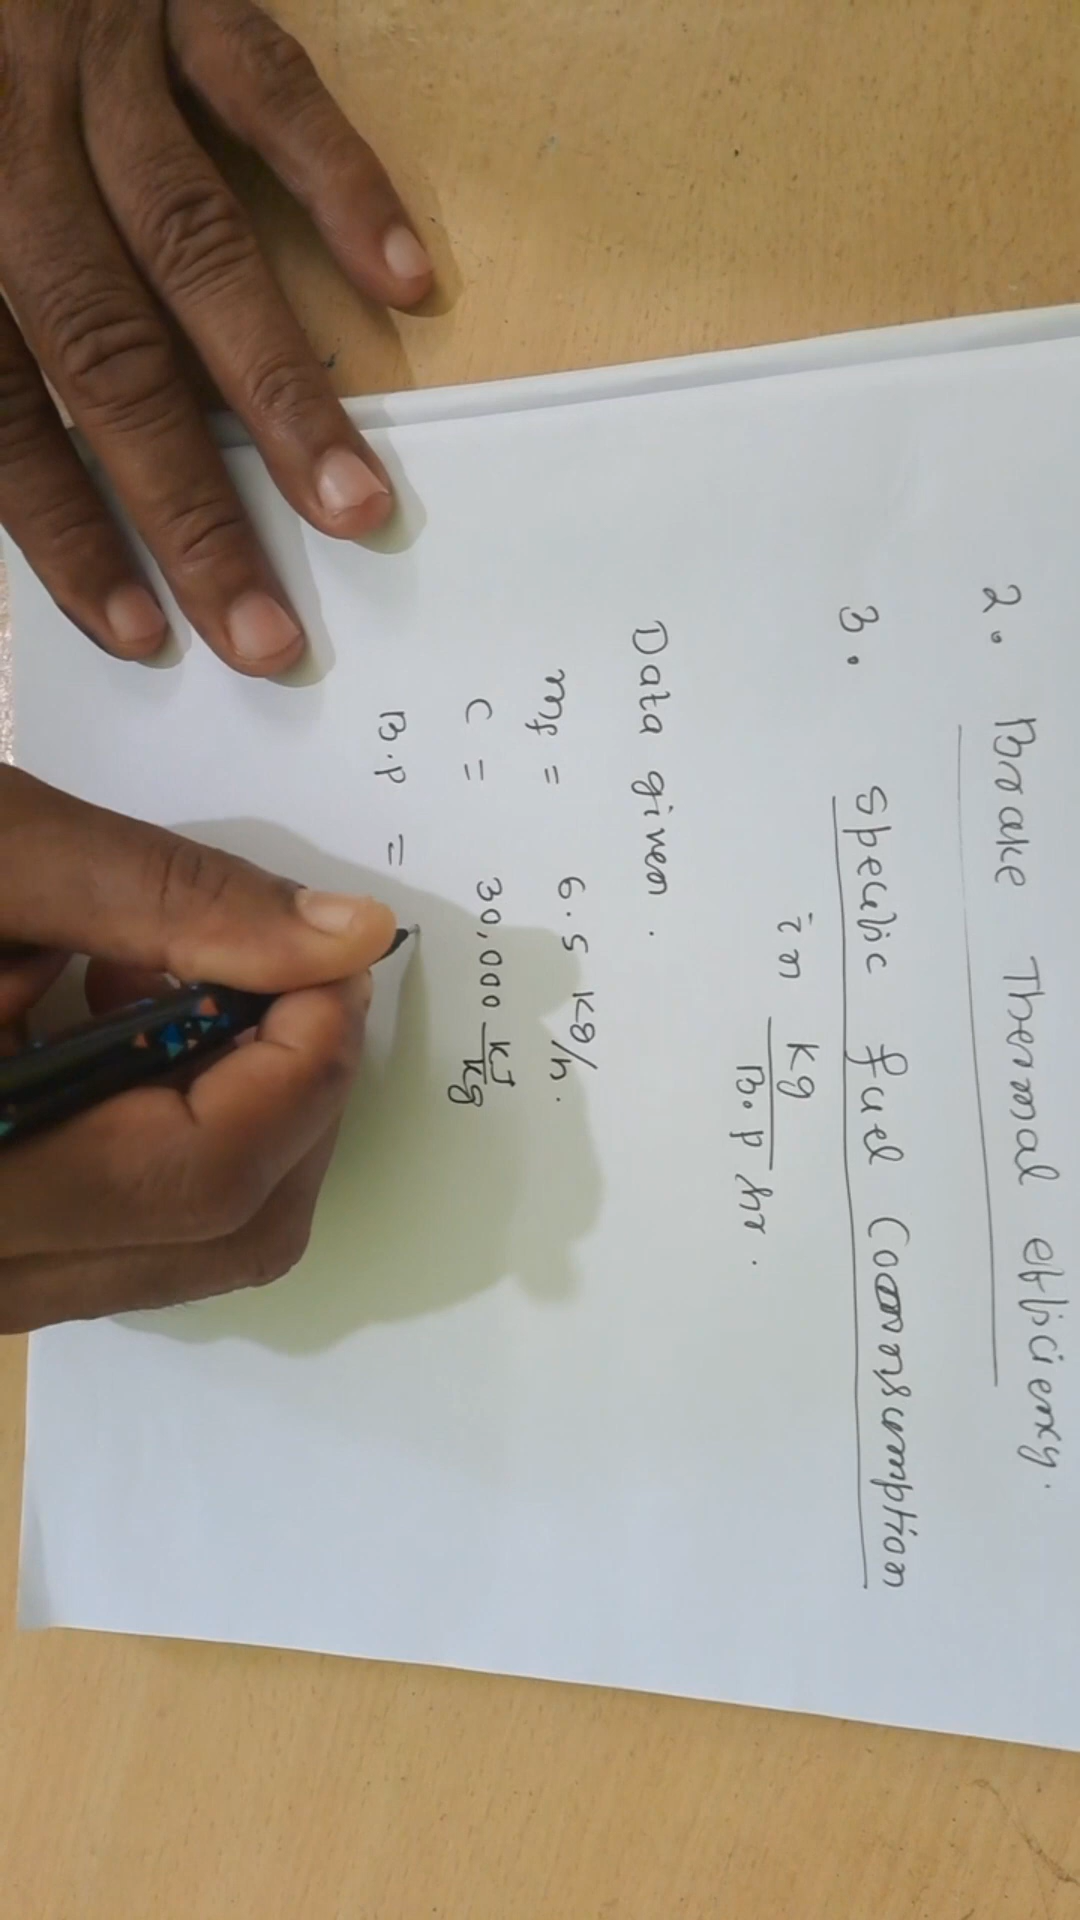 2. Brake Thermal efficiency.
3. Specific fuel Consumption
in kg / B.P hr.
Data given.
mf = 6.5 kg/h.
C = 30,000 kJ/kg
B.P =